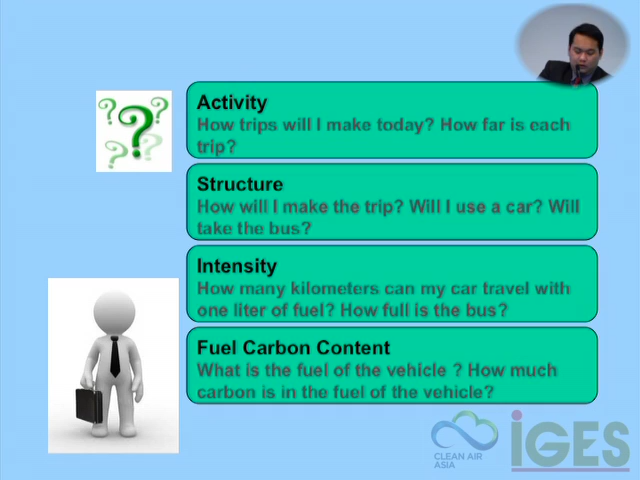 Activity
How trips will I make today? How far is each
trip?
Structure
How will I make the trip? Will I use a car? Will
take the bus?
Intensity
How many kilometers can my car travel with
one liter of fuel? How full is the bus?
Fuel Carbon Content
What is the fuel of the vehicle ? How much
carbon is in the fuel of the vehicle?
CLEAN AIR
ASIA
iGES